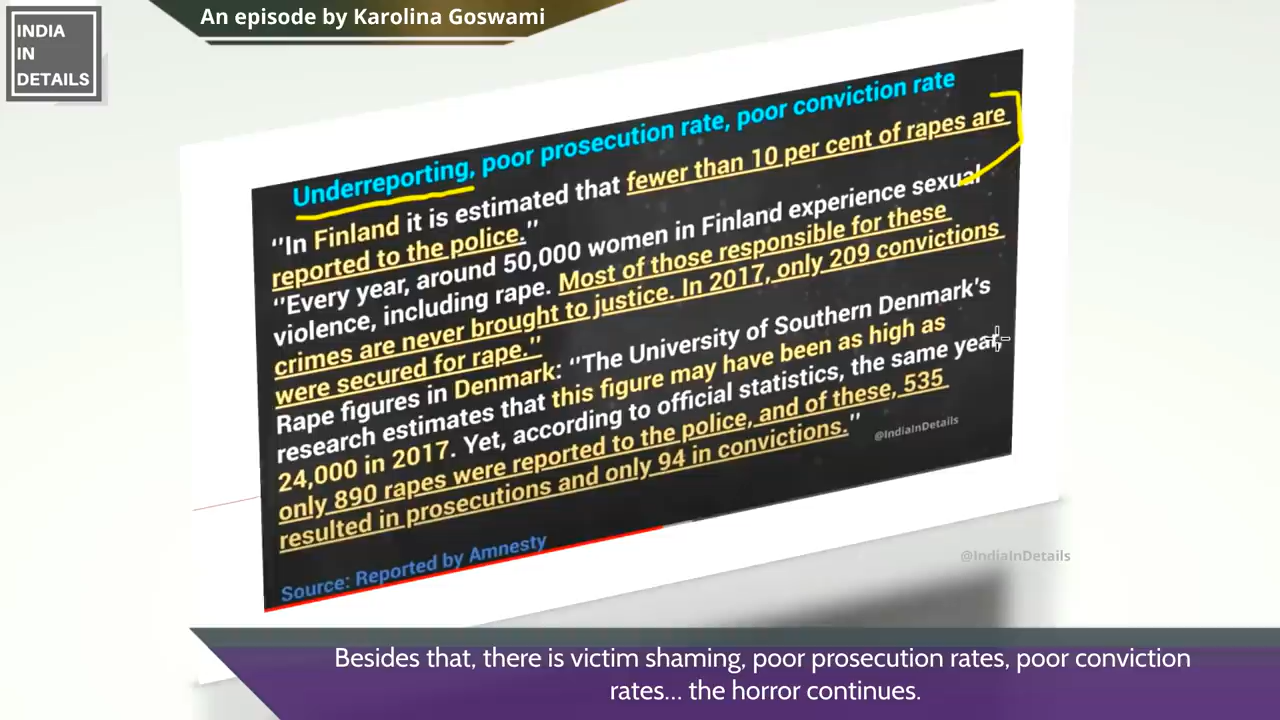 An episode by Karolina Goswami
INDIA
IN
DETAILS
Underreporting, poor prosecution rate, poor conviction rate
‘‘In Finland it is estimated that fewer than 10 per cent of rapes are
reported to the police.’’
‘‘Every year, around 50,000 women in Finland experience sexual
violence, including rape. Most of those responsible for these
crimes are never brought to justice. In 2017, only 209 convictions
were secured for rape.’’
Rape figures in Denmark: ‘‘The University of Southern Denmark’s
research estimates that this figure may have been as high as
24,000 in 2017. Yet, according to official statistics, the same year
only 890 rapes were reported to the police, and of these, 535
resulted in prosecutions and only 94 in convictions.’’
@IndiaInDetails
Source: Reported by Amnesty
@IndiaInDetails
Besides that, there is victim shaming, poor prosecution rates, poor conviction
rates... the horror continues.